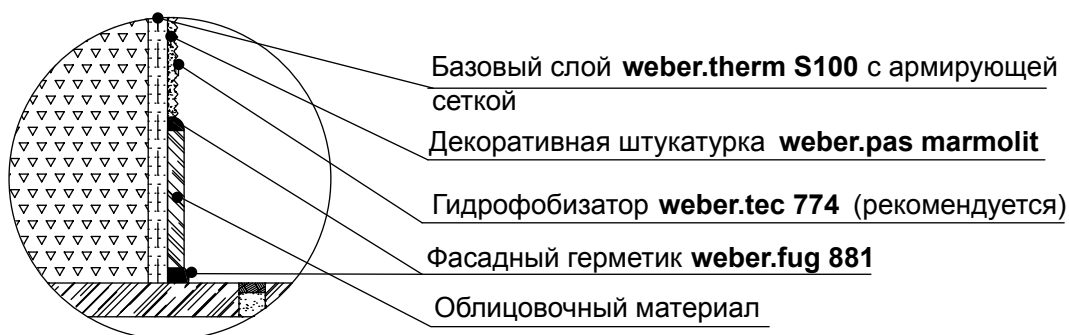 Базовый слой weber.therm S100 с армирующей
сеткой
Декоративная штукатурка weber.pas marmolit
Гидрофобизатор weber.tec 774 (рекомендуется)
Фасадный герметик weber.fug 881
Облицовочный материал